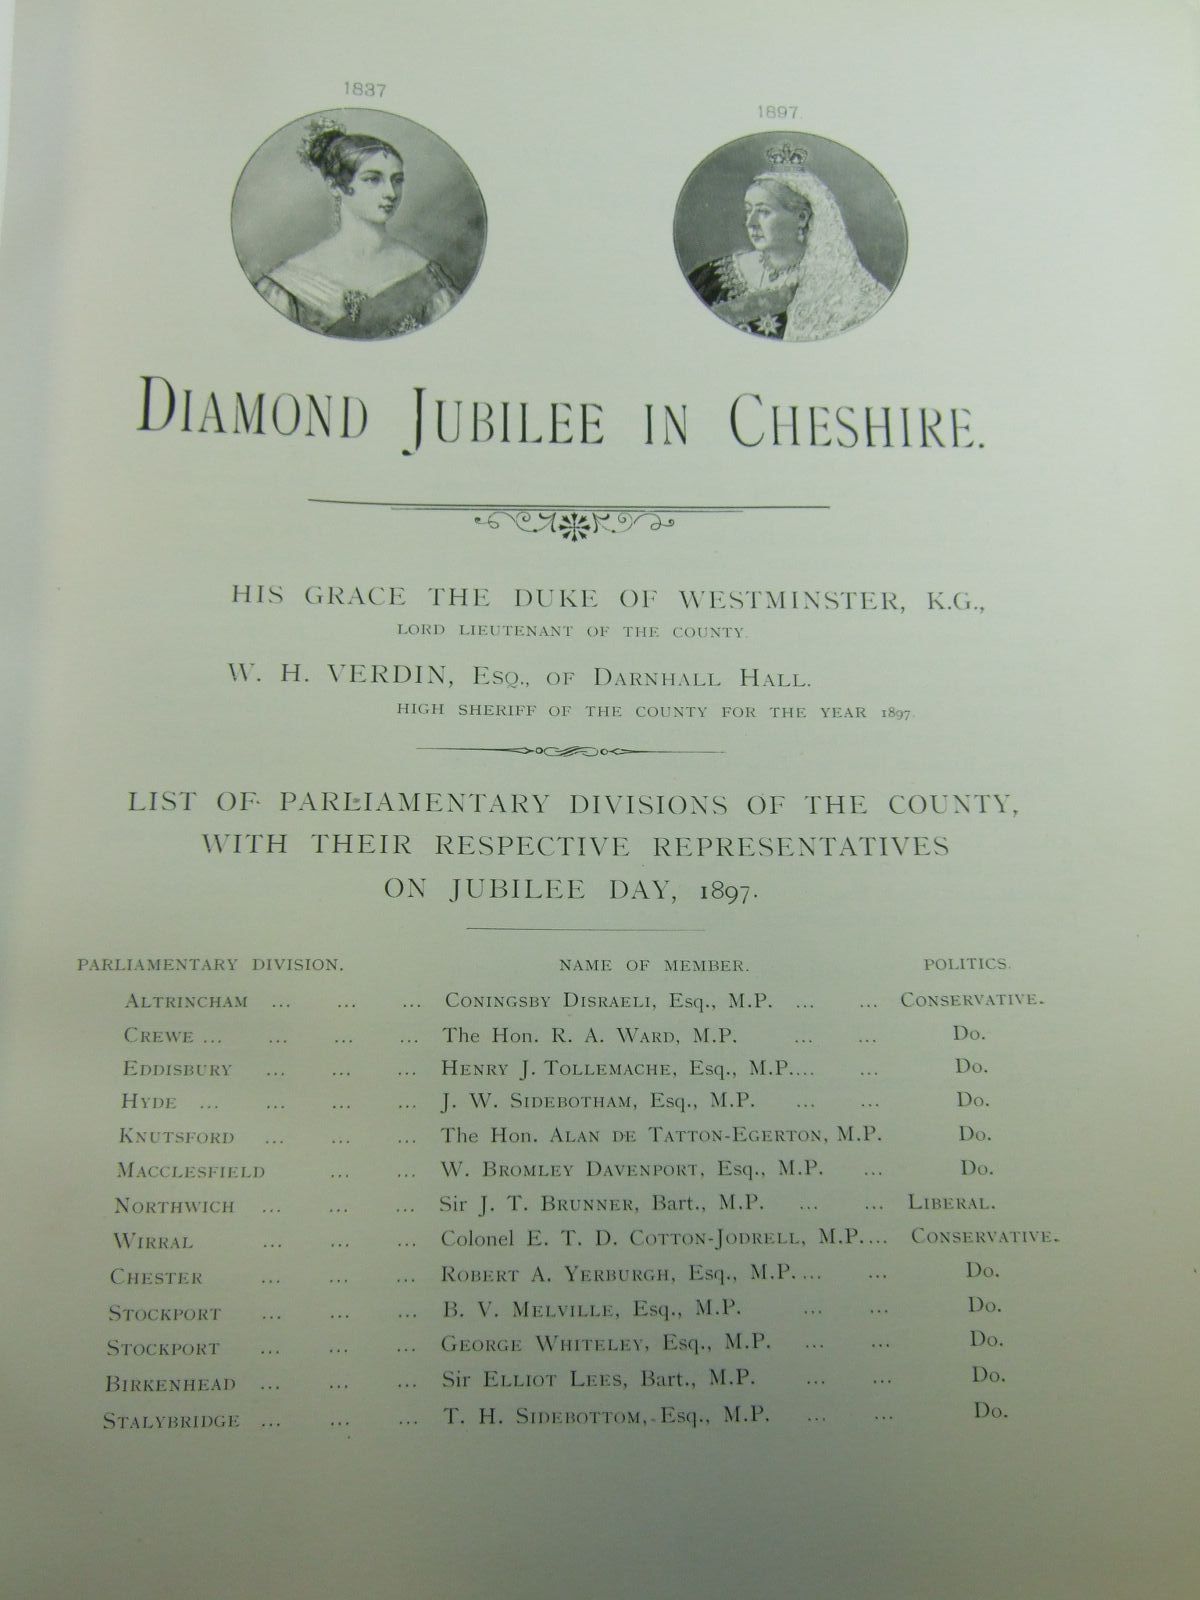 1837
1897.
DIAMOND JUBILEE IN CHESHIRE.
HIS GRACE THE DUKE OF WESTMINSTER, K.G.,
LORD LIEUTENANT OF THE COUNTY.
W. H. VERDIN, ESQ., OF DARNHALL HALL.
HIGH SHERIFF OF THE COUNTY FOR THE YEAR 1897.
LIST OF PARLIAMENTARY DIVISIONS OF THE COUNTY,
WITH THEIR RESPECTIVE REPRESENTATIVES
ON JUBILEE DAY, 1897.
PARLIAMENTARY DIVISION. NAME OF MEMBER. POLITICS.
ALTRINCHAM ... ... ... CONINGSBY DISRAELI, Esq., M.P. ... ... CONSERVATIVE.
CREWE ... ... ... ... The Hon. R. A. WARD, M.P. ... ... Do.
EDDISBURY ... ... ... HENRY J. TOLLEMACHE, Esq., M.P.... ... Do.
HYDE ... ... ... ... J. W. SIDEBOTHAM, Esq., M.P. ... ... Do.
KNUTSFORD ... ... ... The Hon. ALAN DE TATTON-EGERTON, M.P. Do.
MACCLESFIELD ... ... W. BROMLEY DAVENPORT, Esq., M.P. ... Do.
NORTHWICH ... ... ... Sir J. T. BRUNNER, Bart., M.P. ... ... LIBERAL.
WIRRAL ... ... ... Colonel E. T. D. COTTON-JODRELL, M.P.... CONSERVATIVE.
CHESTER ... ... ... ROBERT A. YERBURGH, Esq., M.P.... ... Do.
STOCKPORT ... ... ... B. V. MELVILLE, Esq., M.P. ... ... Do.
STOCKPORT ... ... ... GEORGE WHITELEY, Esq., M.P. ... ... Do.
BIRKENHEAD ... ... ... Sir ELLIOT LEES, Bart., M.P. ... ... Do.
STALYBRIDGE ... ... ... T. H. SIDEBOTTOM, Esq., M.P. ... ... Do.